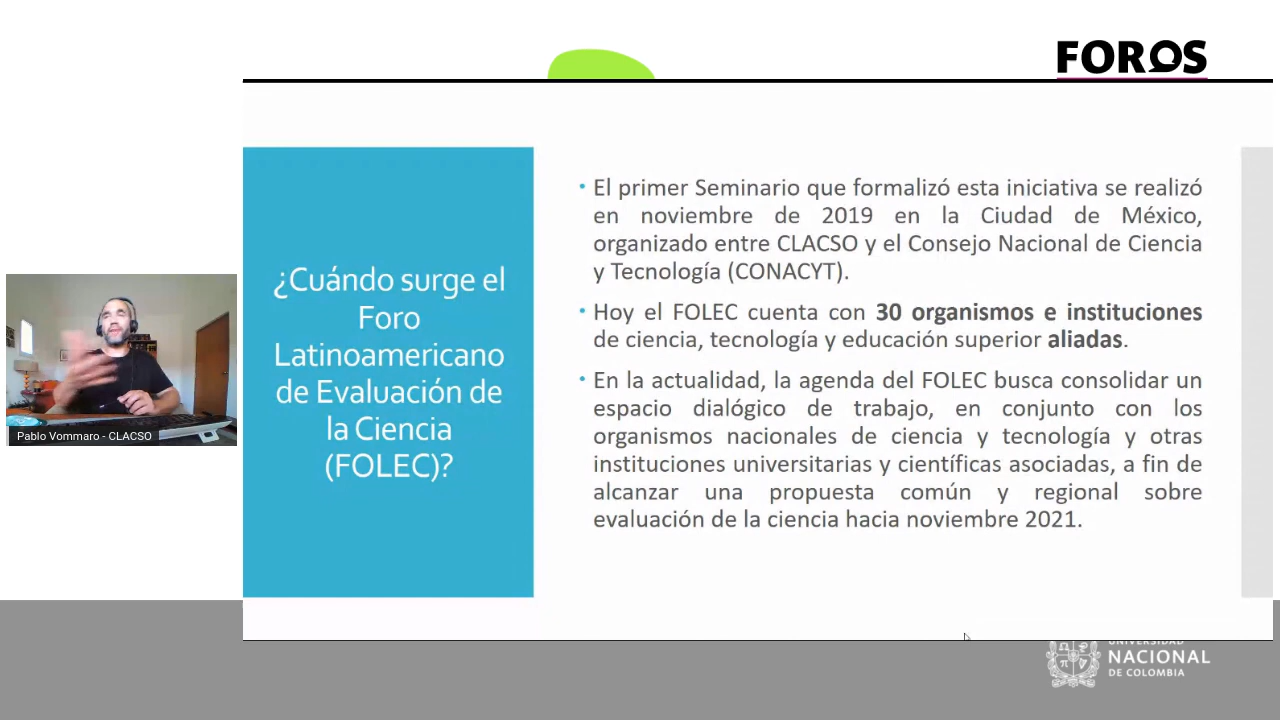 FOROS
¿Cuándo surge el
Foro
Latinoamericano
de Evaluación de
la Ciencia
(FOLEC)?
• El primer Seminario que formalizó esta iniciativa se realizó
en noviembre de 2019 en la Ciudad de México,
organizado entre CLACSO y el Consejo Nacional de Ciencia
y Tecnología (CONACYT).
• Hoy el FOLEC cuenta con 30 organismos e instituciones
de ciencia, tecnología y educación superior aliadas.
• En la actualidad, la agenda del FOLEC busca consolidar un
espacio dialógico de trabajo, en conjunto con los
organismos nacionales de ciencia y tecnología y otras
instituciones universitarias y científicas asociadas, a fin de
alcanzar una propuesta común y regional sobre
evaluación de la ciencia hacia noviembre 2021.
Pablo Vommaro - CLACSO
UNIVERSIDAD
NACIONAL
DE COLOMBIA